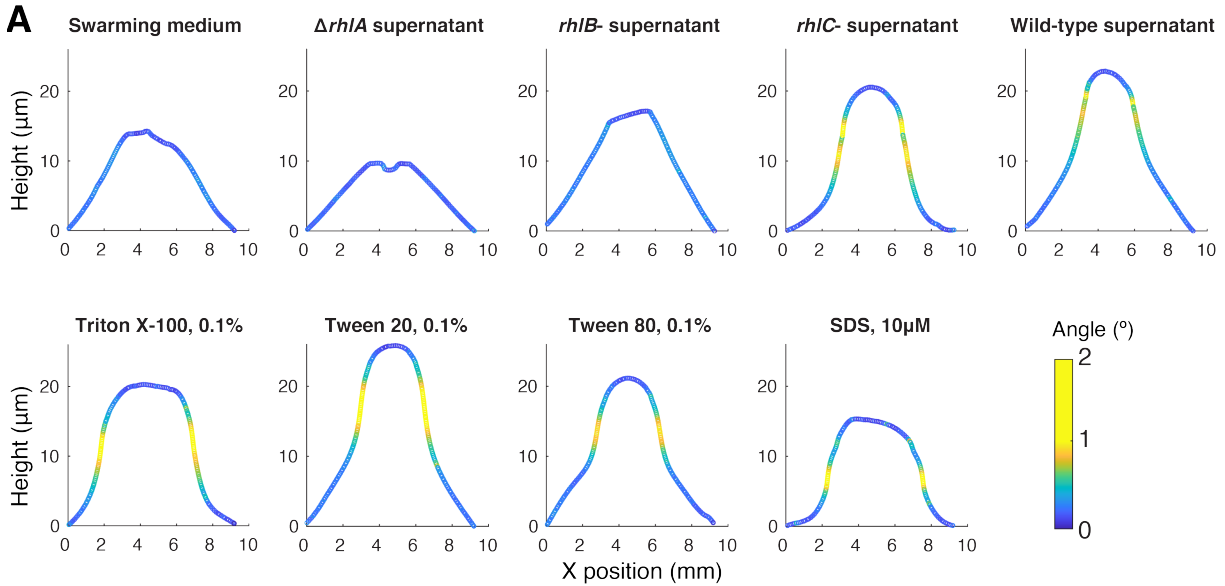 A
Swarming medium
ΔrhlA supernatant
rhlB- supernatant
rhlC- supernatant
Wild-type supernatant
Height (µm)
20
10
0
0 2 4 6 8 10
20
10
0
0 2 4 6 8 10
20
10
0
0 2 4 6 8 10
20
10
0
0 2 4 6 8 10
20
10
0
0 2 4 6 8 10
Triton X-100, 0.1%
Tween 20, 0.1%
Tween 80, 0.1%
SDS, 10µM
Height (µm)
20
10
0
0 2 4 6 8 10
20
10
0
0 2 4 6 8 10
20
10
0
0 2 4 6 8 10
20
10
0
0 2 4 6 8 10
X position (mm)
Angle (º)
2
1
0